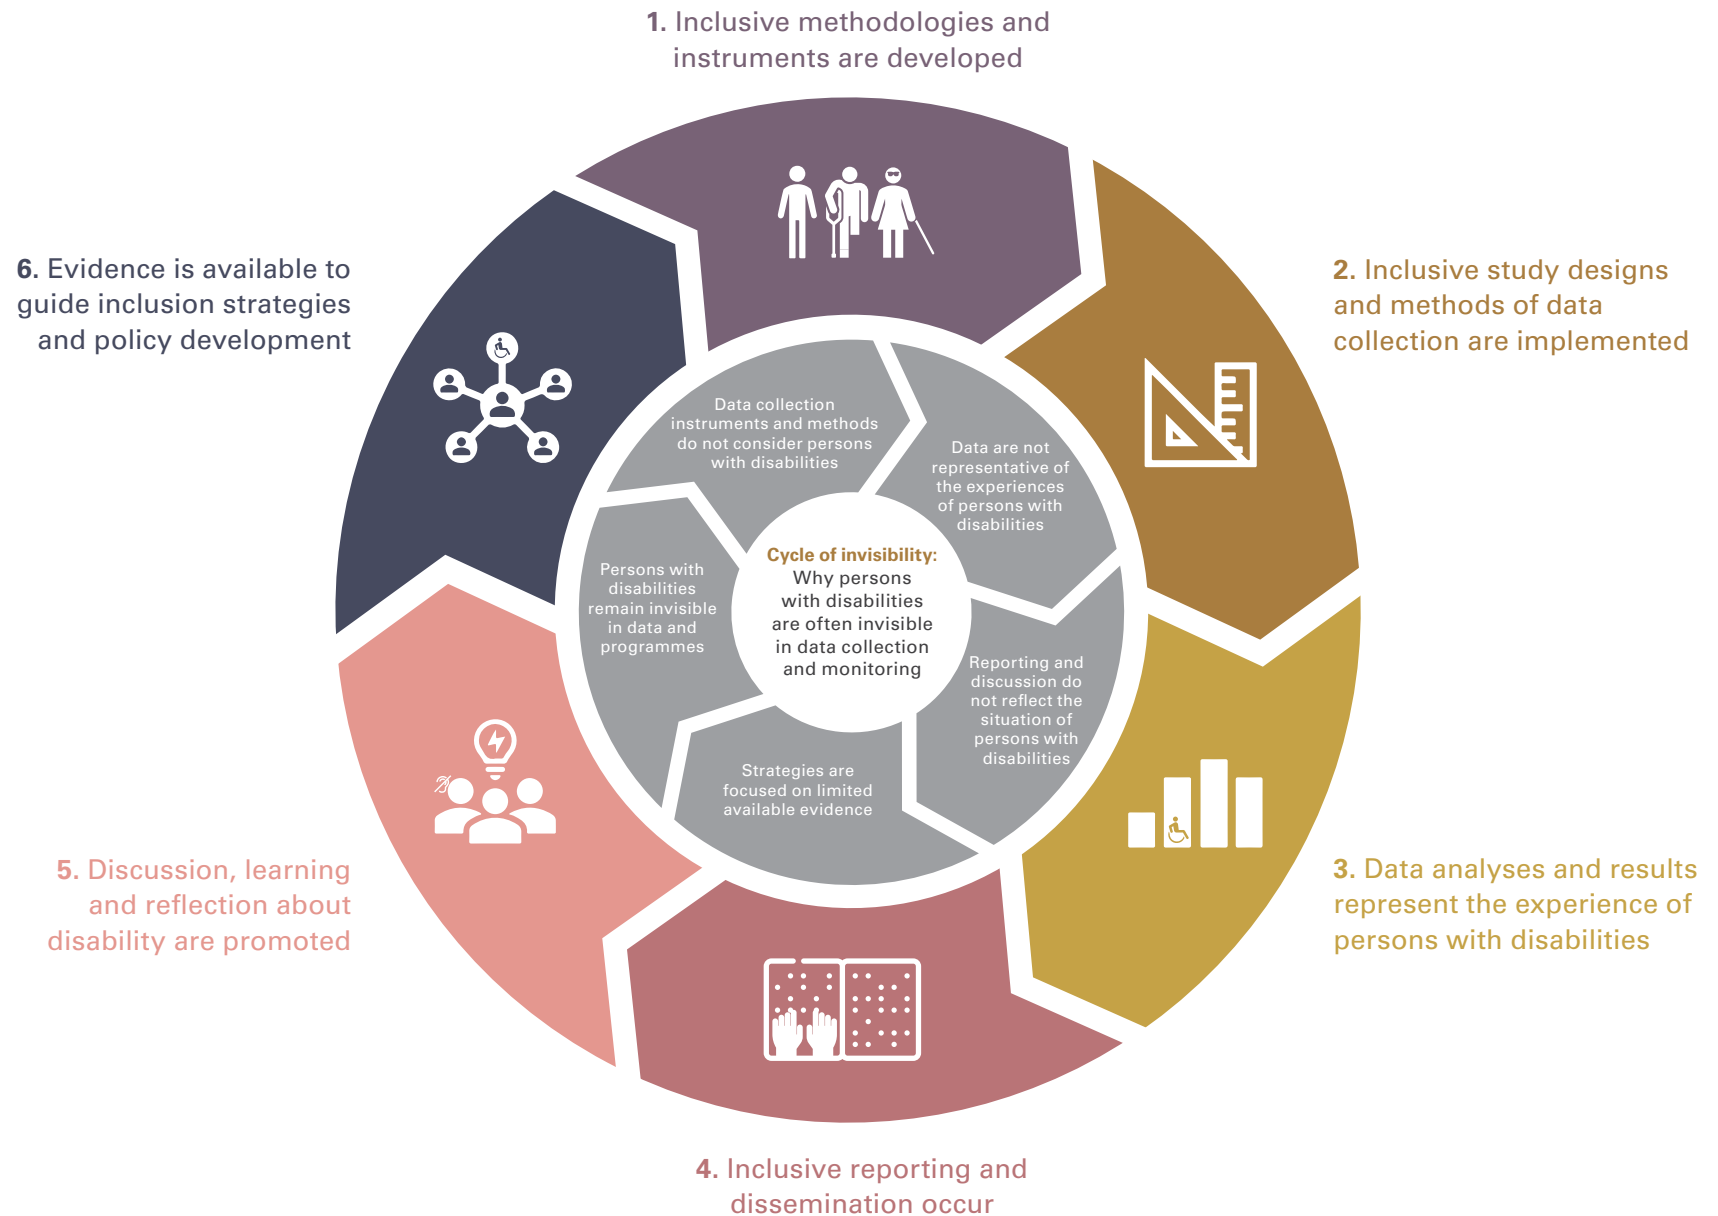 1. Inclusive methodologies and
instruments are developed
2. Inclusive study designs
and methods of data
collection are implemented
3. Data analyses and results
represent the experience of
persons with disabilities
4. Inclusive reporting and
dissemination occur
5. Discussion, learning
and reflection about
disability are promoted
6. Evidence is available to
guide inclusion strategies
and policy development
Data collection
instruments and methods
do not consider persons
with disabilities
Data are not
representative of
the experiences
of persons with
disabilities
Reporting and
discussion do
not reflect the
situation of
persons with
disabilities
Strategies are
focused on limited
available evidence
Persons with
disabilities
remain invisible
in data and
programmes
Cycle of invisibility:
Why persons
with disabilities
are often invisible
in data collection
and monitoring